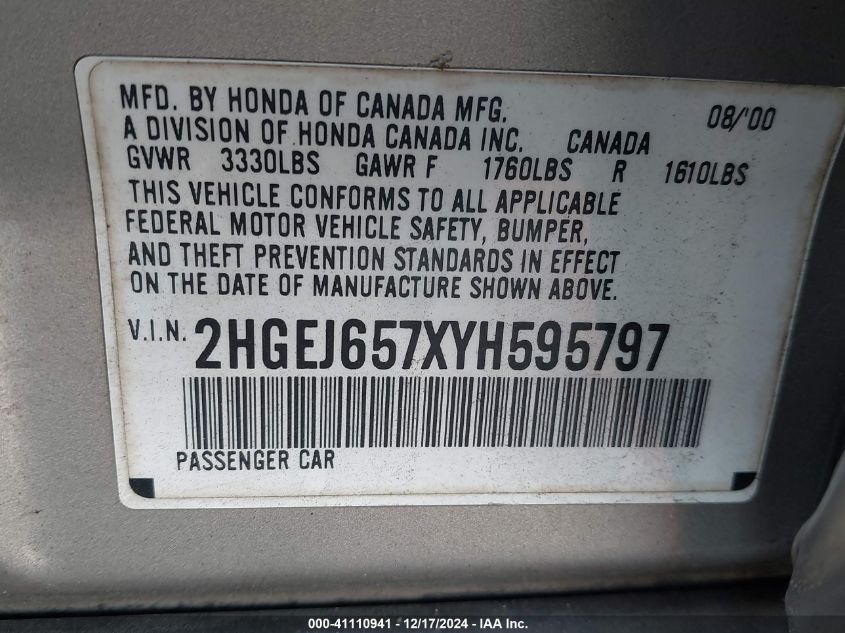 MFD. BY HONDA OF CANADA MFG. 08/'00
A DIVISION OF HONDA CANADA INC. CANADA
GVWR 3330LBS GAWR F 1760LBS R 1610LBS
THIS VEHICLE CONFORMS TO ALL APPLICABLE
FEDERAL MOTOR VEHICLE SAFETY, BUMPER,
AND THEFT PREVENTION STANDARDS IN EFFECT
ON THE DATE OF MANUFACTURE SHOWN ABOVE.
V.I.N. 2HGEJ657XYH595797
PASSENGER CAR
000-41110941 - 12/17/2024 - Copyright © IAA, Inc.